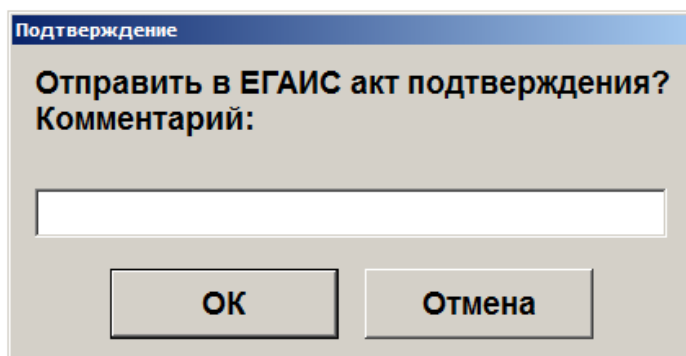 Подтверждение
Отправить в ЕГАИС акт подтверждения?
Комментарий:
ОК
Отмена